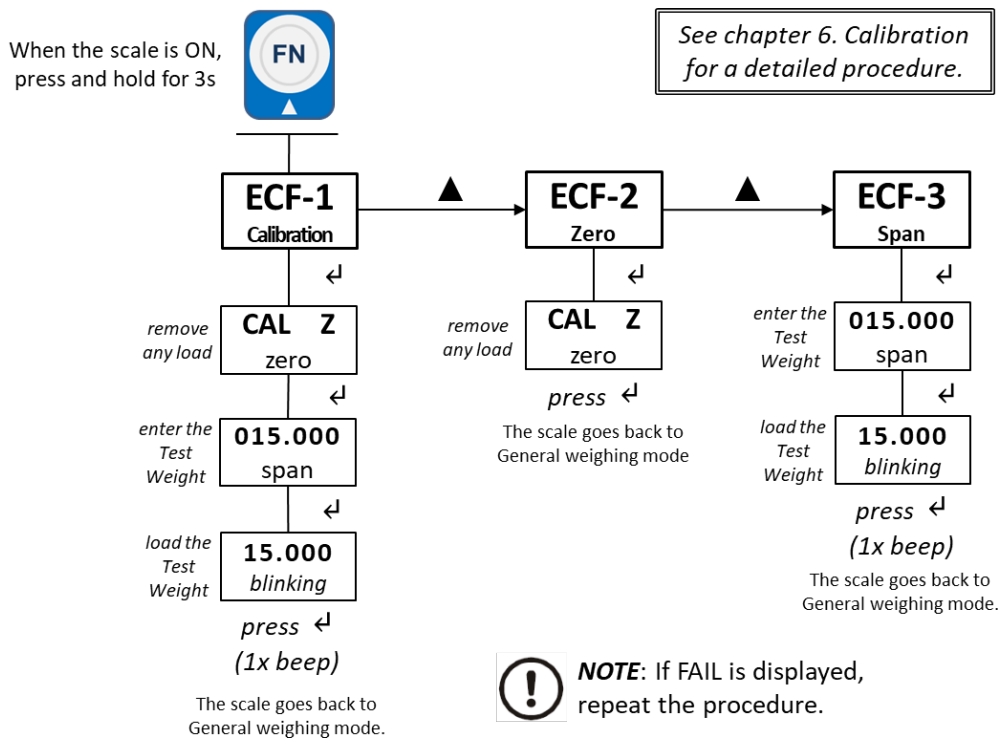 When the scale is ON,
press and hold for 3s
FN
See chapter 6. Calibration
for a detailed procedure.
ECF-1
Calibration
ECF-2
Zero
ECF-3
Span
remove
any load
CAL Z
zero
enter the
Test
Weight
015.000
span
load the
Test
Weight
15.000
blinking
press ↵
(1x beep)
The scale goes back to
General weighing mode.
remove
any load
CAL Z
zero
press ↵
The scale goes back to
General weighing mode
enter the
Test
Weight
015.000
span
load the
Test
Weight
15.000
blinking
press ↵
(1x beep)
The scale goes back to
General weighing mode.
NOTE: If FAIL is displayed,
repeat the procedure.